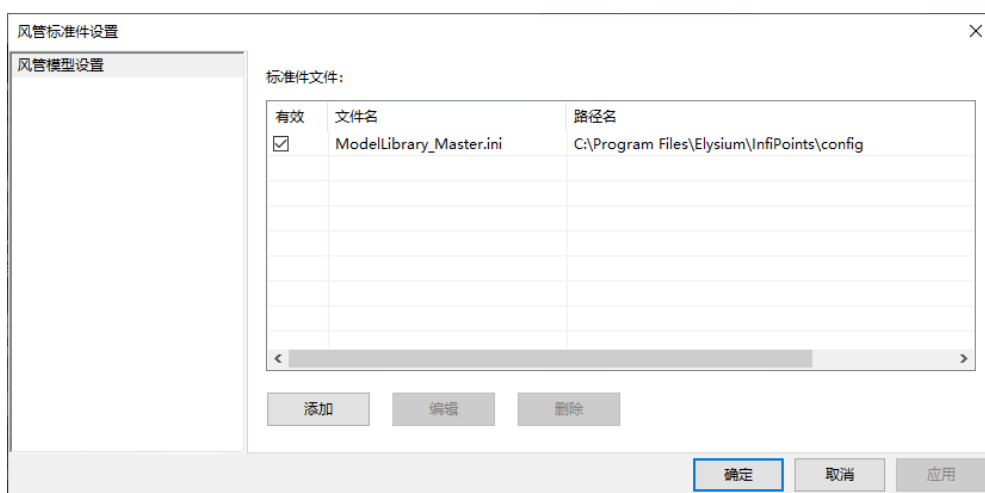 风管标准件设置
风管模型设置
标准件文件:
有效 文件名 路径名
ModelLibrary_Master.ini C:\Program Files\Elysium\InfiPoints\config
添加 编辑 删除
确定 取消 应用